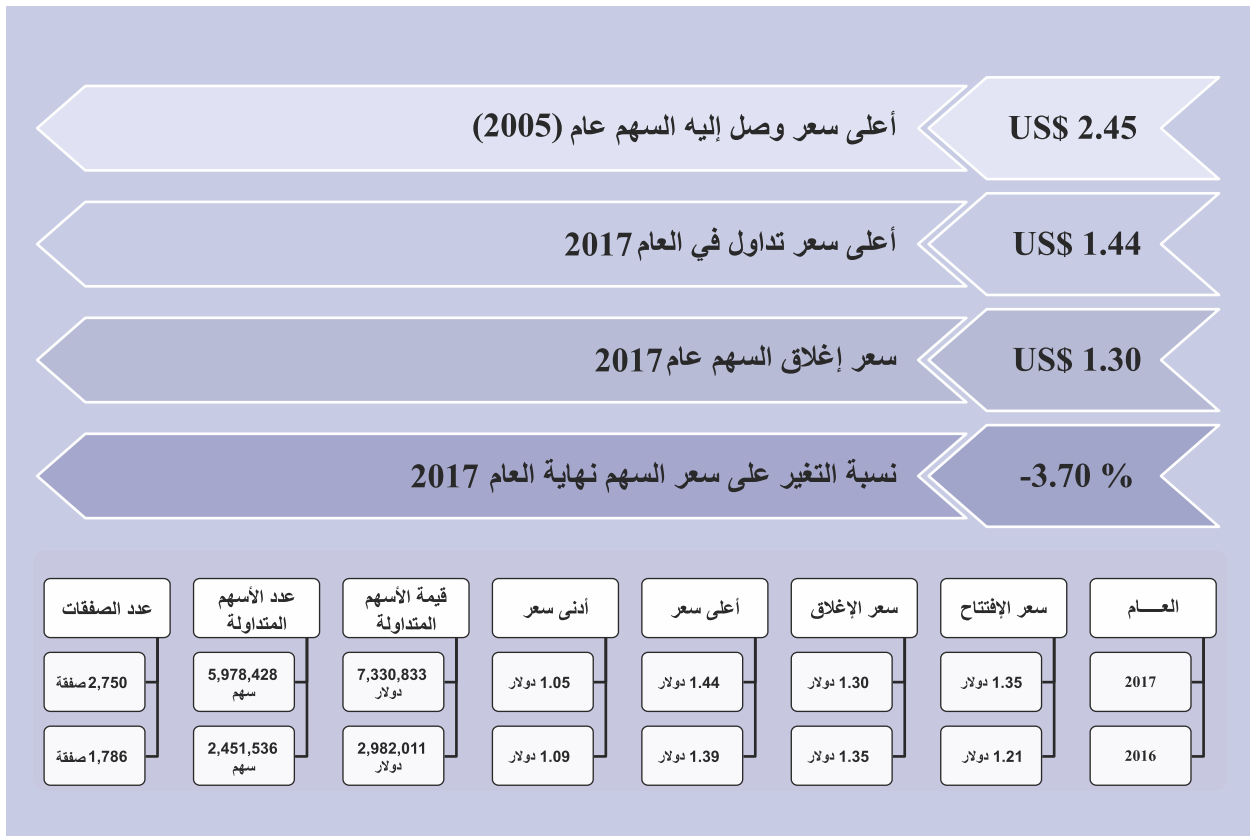 US$ 2.45
أعلى سعر وصل إليه السهم عام (2005)
US$ 1.44
أعلى سعر تداول في العام 2017
US$ 1.30
سعر إغلاق السهم عام 2017
-3.70 %
نسبة التغير على سعر السهم نهاية العام 2017
العـــام
2017
2016
سعر الإفتتاح
1.35 دولار
1.21 دولار
سعر الإغلاق
1.30 دولار
1.35 دولار
أعلى سعر
1.44 دولار
1.39 دولار
أدنى سعر
1.05 دولار
1.09 دولار
قيمة الأسهم
المتداولة
7,330,833
دولار
2,982,011
دولار
عدد الأسهم
المتداولة
5,978,428
سهم
2,451,536
سهم
عدد الصفقات
2,750 صفقة
1,786 صفقة